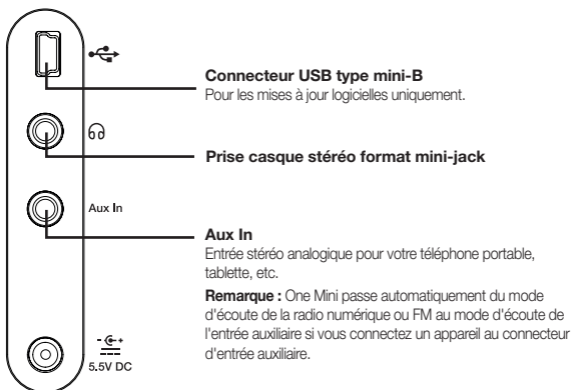 Connecteur USB type mini-B
Pour les mises à jour logicielles uniquement.
Prise casque stéréo format mini-jack
Aux In
Aux In
Entrée stéréo analogique pour votre téléphone portable,
tablette, etc.
Remarque : One Mini passe automatiquement du mode
d'écoute de la radio numérique ou FM au mode d'écoute de
l'entrée auxiliaire si vous connectez un appareil au connecteur
d'entrée auxiliaire.
5.5V DC